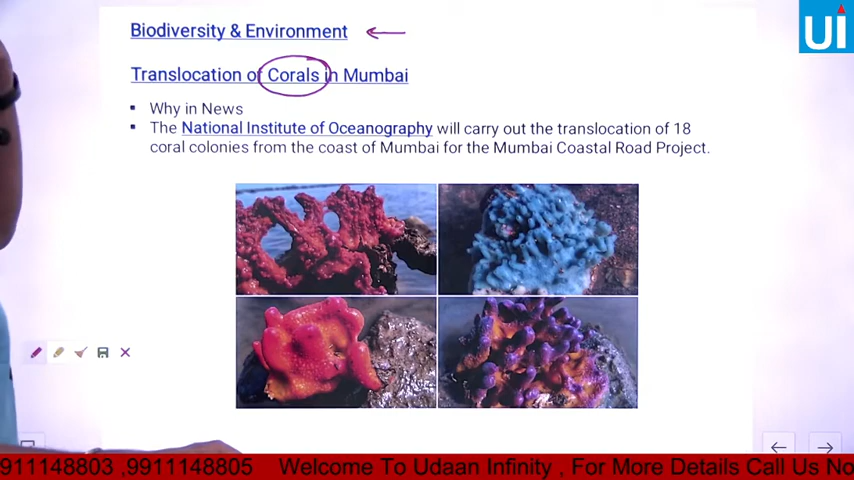 Biodiversity & Environment
UI
Translocation of Corals in Mumbai
Why in News
The National Institute of Oceanography will carry out the translocation of 18
coral colonies from the coast of Mumbai for the Mumbai Coastal Road Project.
911148803 ,9911148805 Welcome To Udaan Infinity , For More Details Call Us No